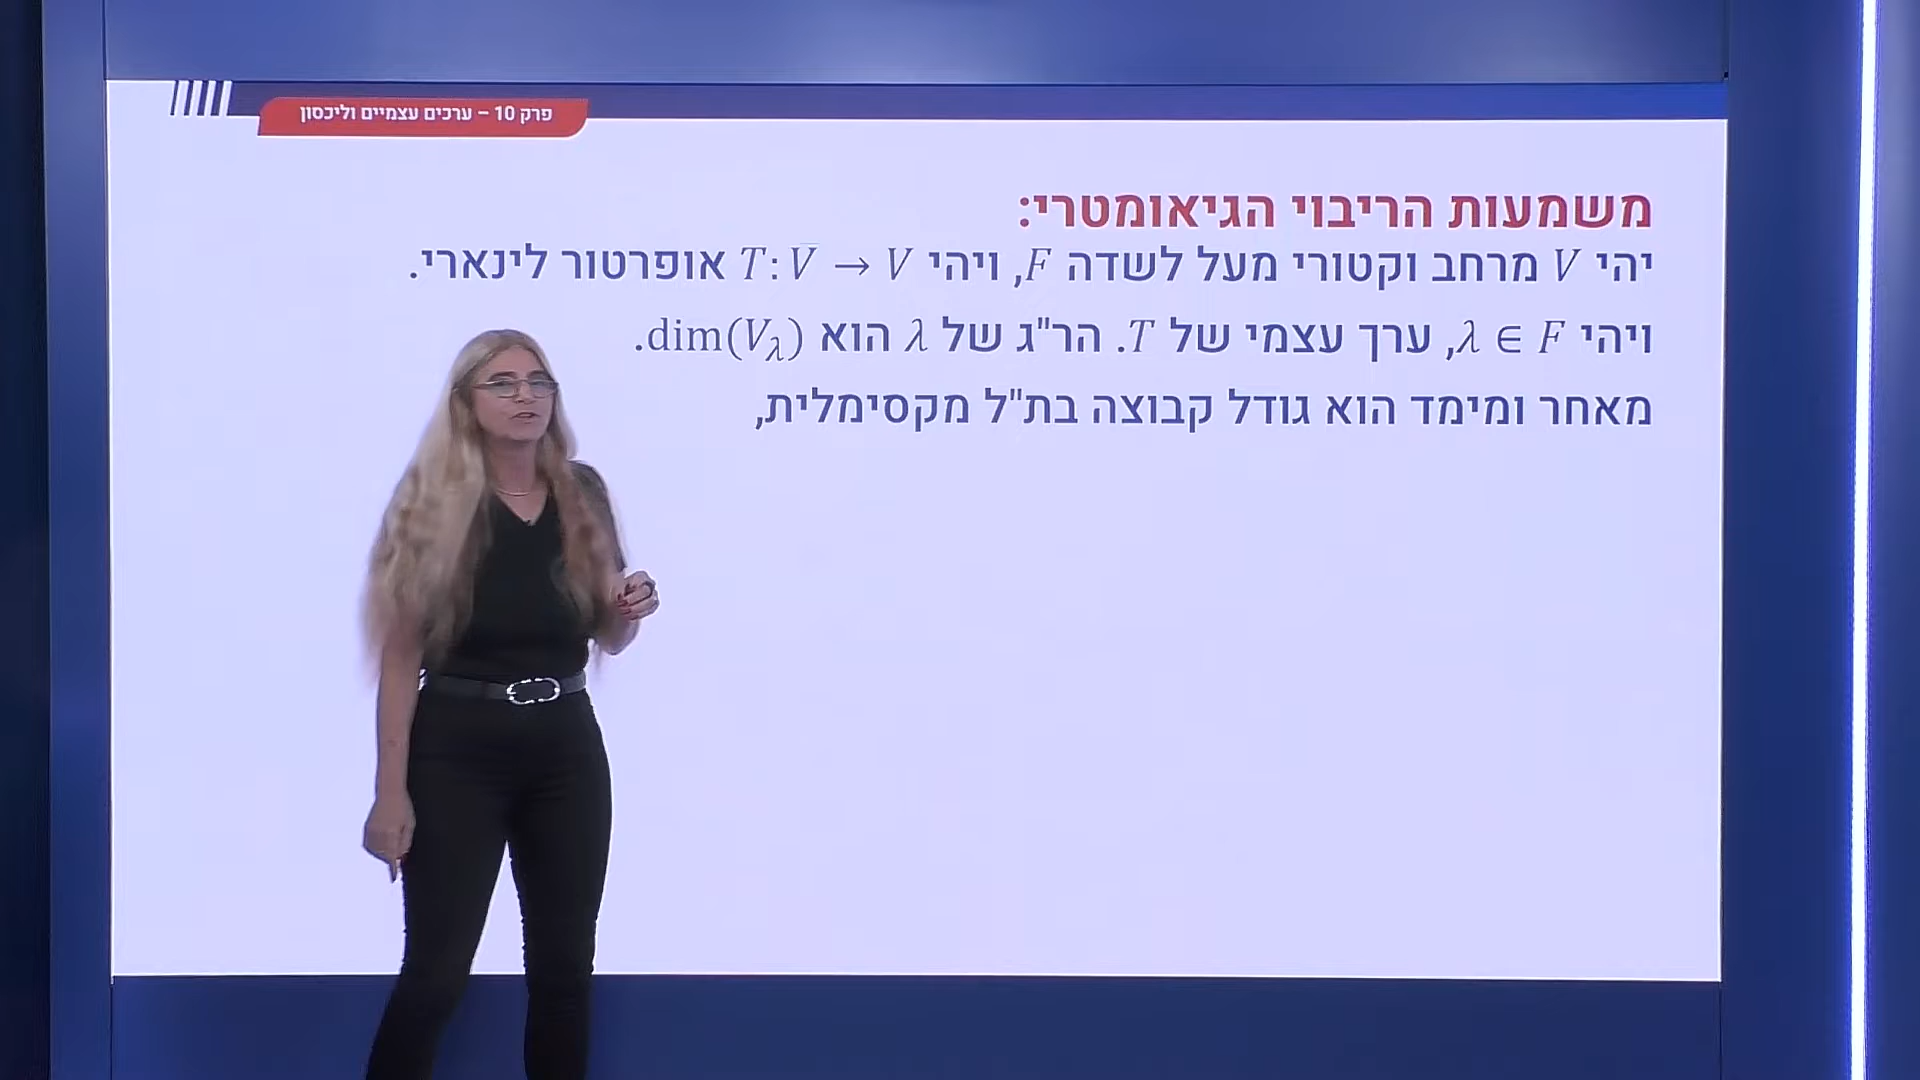 פרק 10 – ערכים עצמיים וליכסון
משמעות הריבוי הגיאומטרי:
יהי V מרחב וקטורי מעל לשדה F, ויהי T: V → V אופרטור לינארי.
ויהי λ ∈ F, ערך עצמי של T. הר"ג של λ הוא dim(V_λ).
מאחר ומימד הוא גודל קבוצה בת"ל מקסימלית,